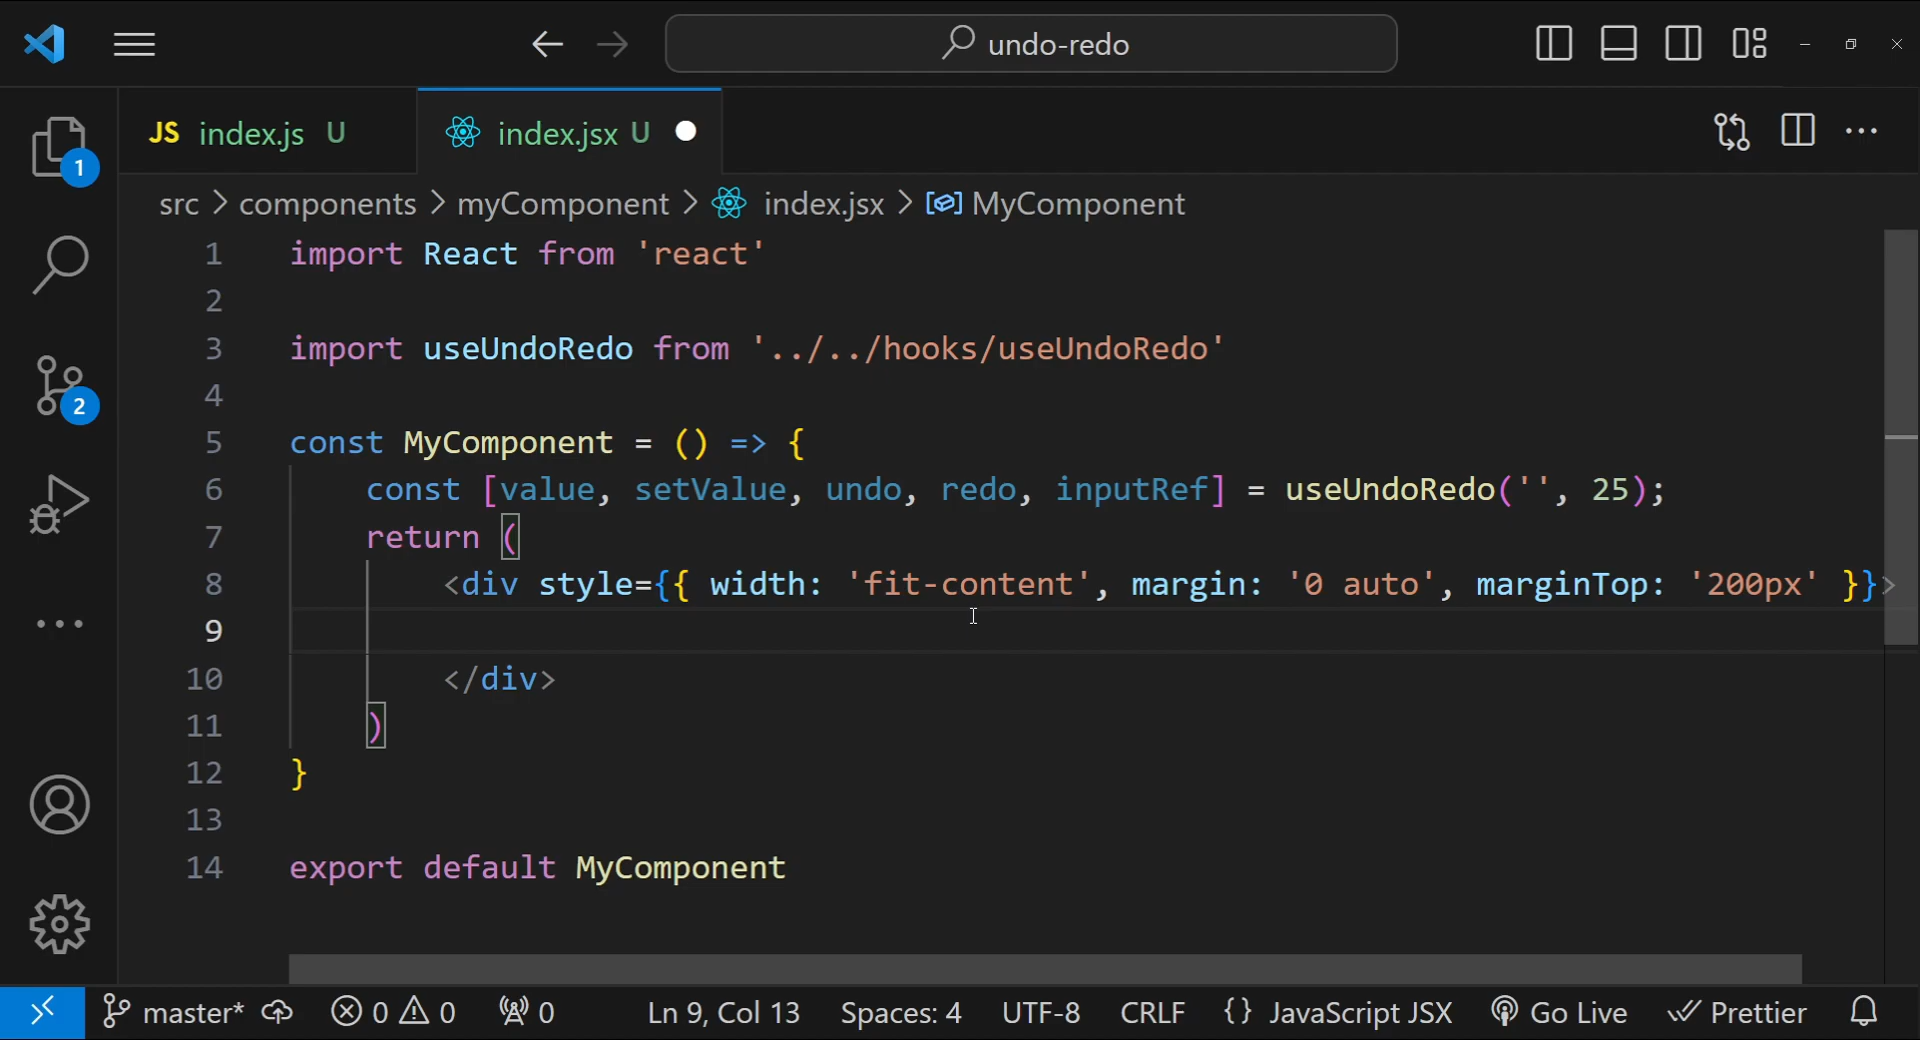 undo-redo
JS index.js U
index.jsx U
1
src > components > myComponent > index.jsx > MyComponent
1 import React from 'react'
2
3 import useUndoRedo from '../../hooks/useUndoRedo'
4
5 const MyComponent = () => {
6 const [value, setValue, undo, redo, inputRef] = useUndoRedo('', 25);
7 return (
8 <div style={{ width: 'fit-content', margin: '0 auto', marginTop: '200px' }}>
9
10 </div>
11 )
12 }
13
14 export default MyComponent
2
master* 0 0 0 Ln 9, Col 13 Spaces: 4 UTF-8 CRLF {} JavaScript JSX Go Live Prettier